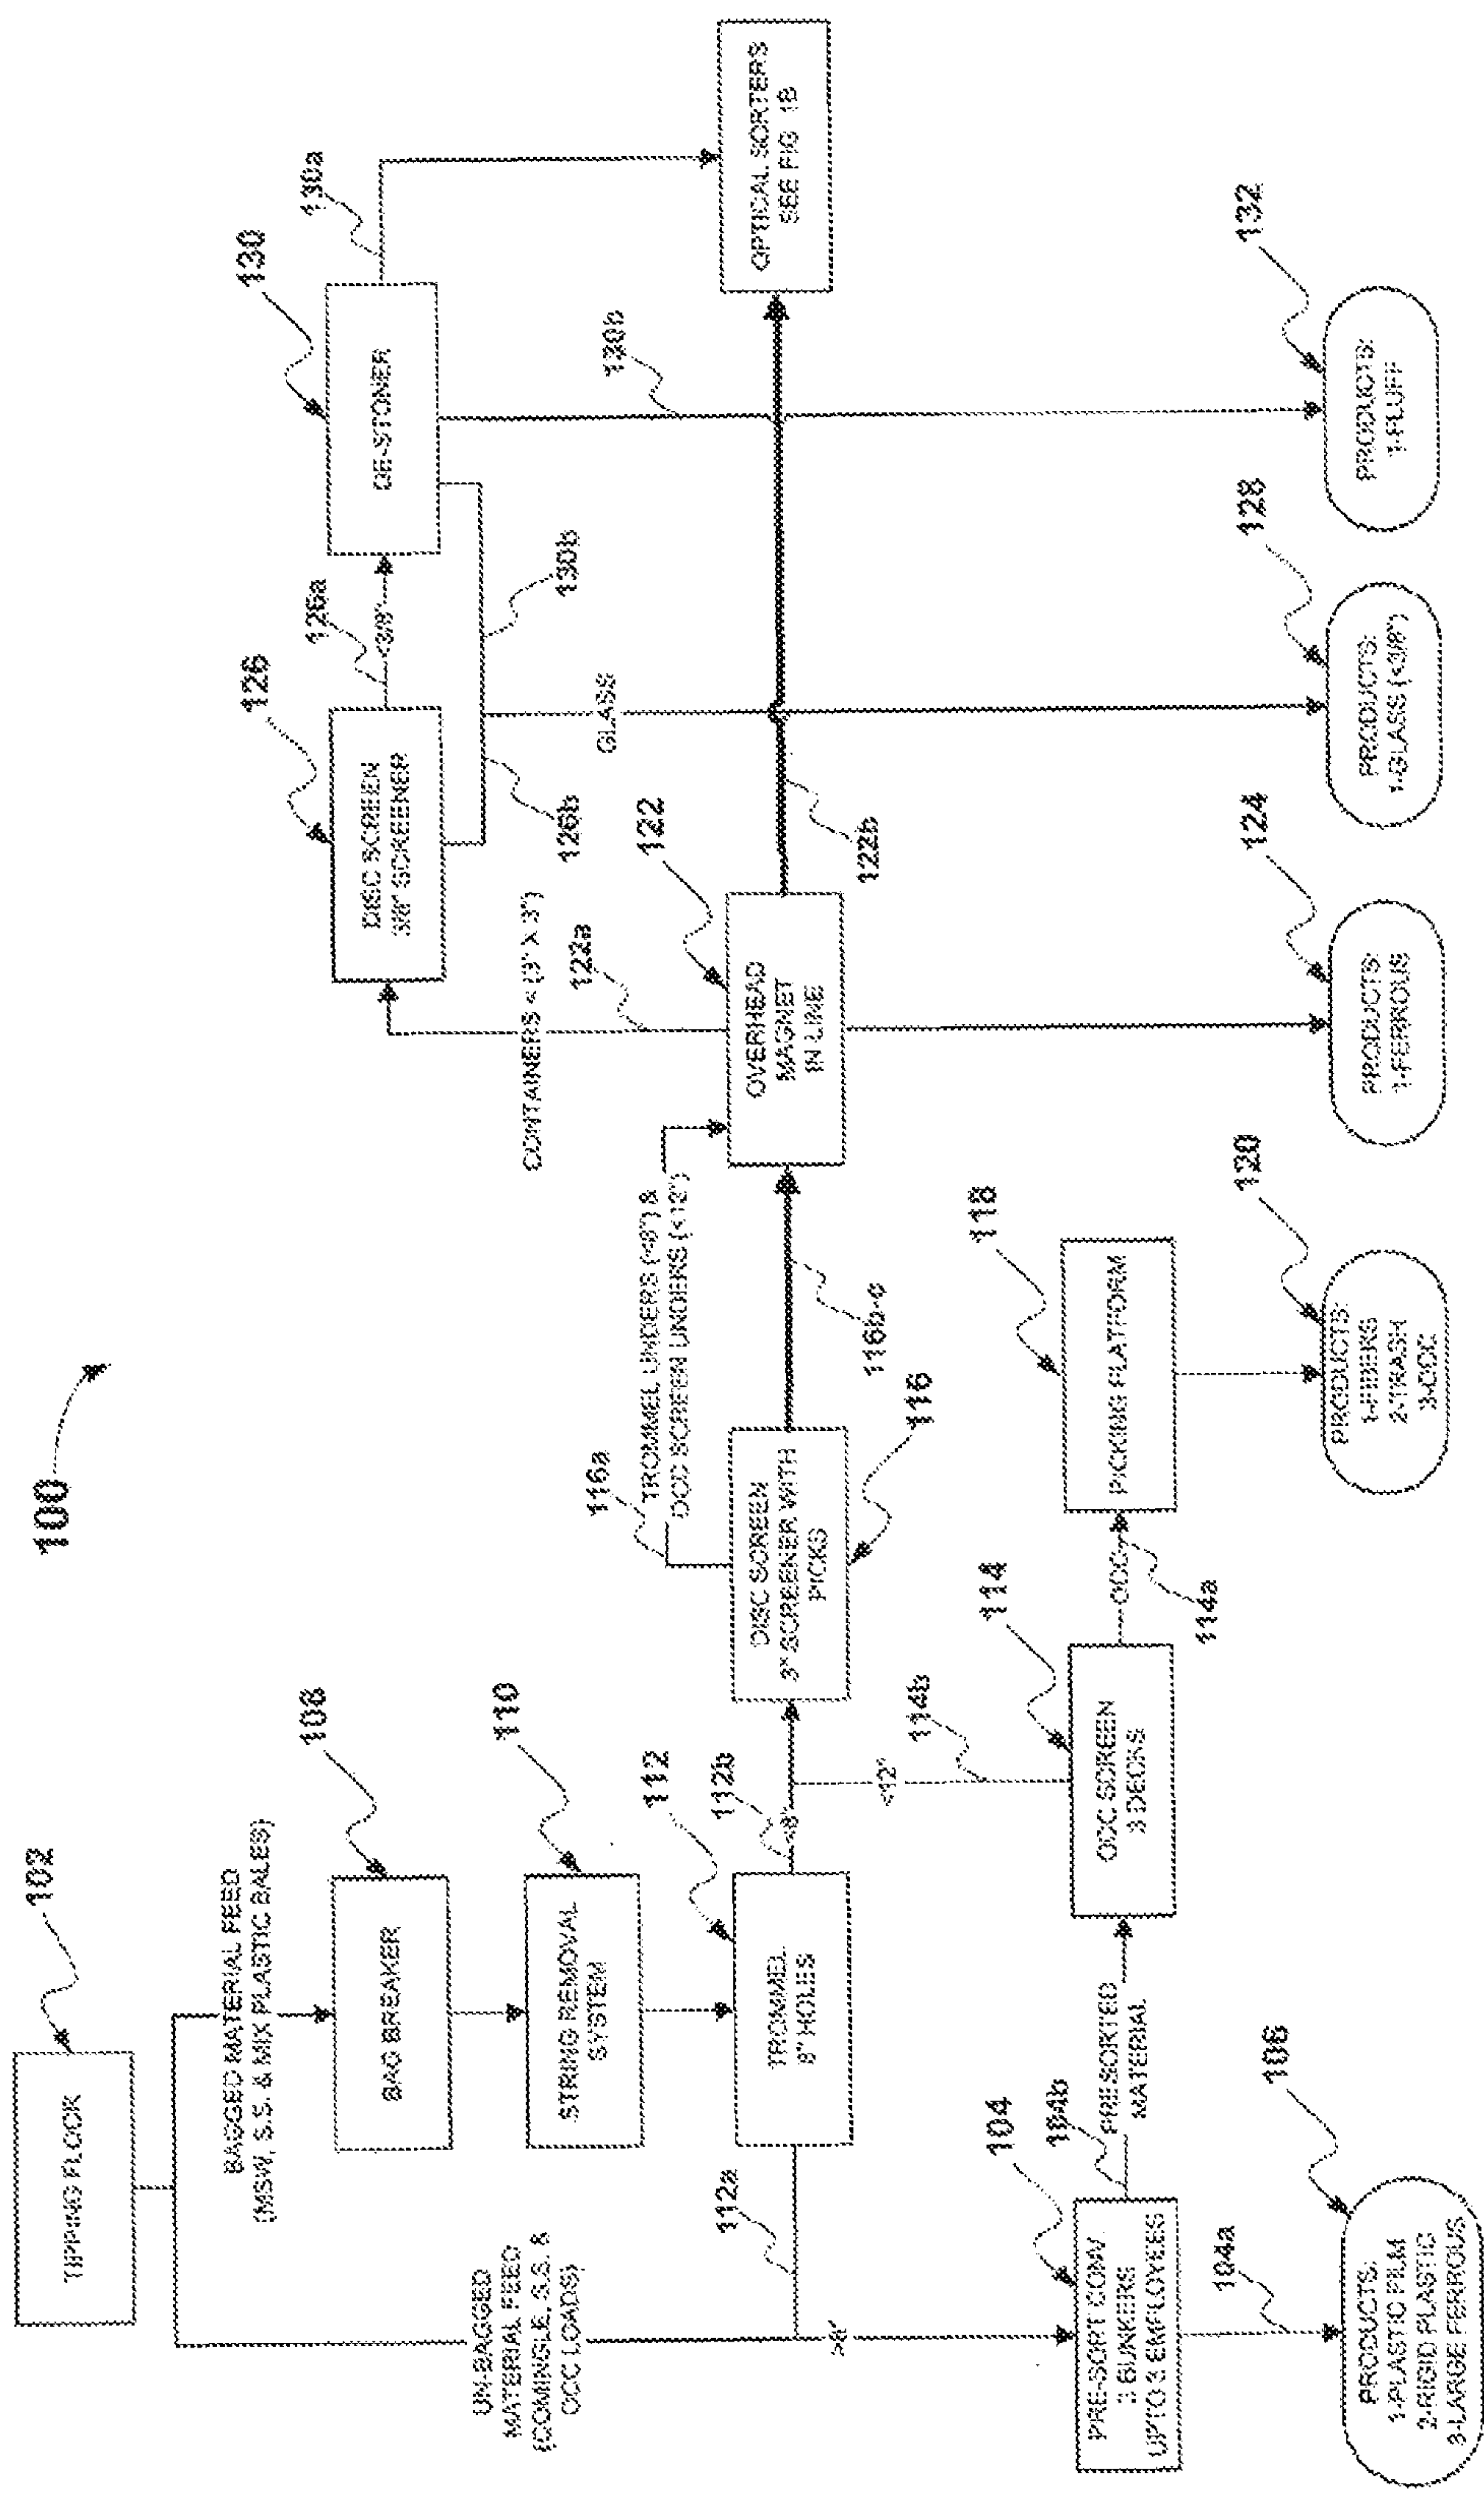 100
102
TIPPING FLOOR
BAGGED MATERIAL FEED
(MSW, S.S. & MIX PLASTIC BALES)
108
BAG BREAKER
110
STRING REMOVAL
SYSTEM
UN-BAGGED
MATERIAL FEED
(COMINGLE, S.S. &
OCC LOADS)
112
TROMMEL
8" HOLES
112a
>8"
112b
<8"
104
PRE-SORT CONV.
3 BUNKERS
UPTO 3 EMPLOYEES
104a
104b
PRESORTED
MATERIAL
106
PRODUCTS:
1-PLASTIC FILM
2-RIGID PLASTIC
3-LARGE FERROUS
114
OCC SCREEN
3 DECKS
114a
OCC
114b
<12"
116
DISC SCREEN
3" SCREENER WITH
PICKS
116a
TROMMEL UNDERS (<8") &
OCC SCREEN UNDERS (<12")
116b-c
118
PICKING PLATFORM
120
PRODUCTS:
1-FIBERS
2-TRASH
3-OCC
122
OVERHEAD
MAGNET
IN LINE
122a
CONTAINERS < (3" X 3")
122b
124
PRODUCTS:
1-FERROUS
126
DISC SCREEN
3/8" SCREENER
126a
<3/8"
126b
GLASS
128
PRODUCTS:
1-GLASS (<3/8")
130
DE-STONER
130a
130b
130b
132
PRODUCTS:
1-FLUFF
OPTICAL SORTERS
SEE FIG 1B